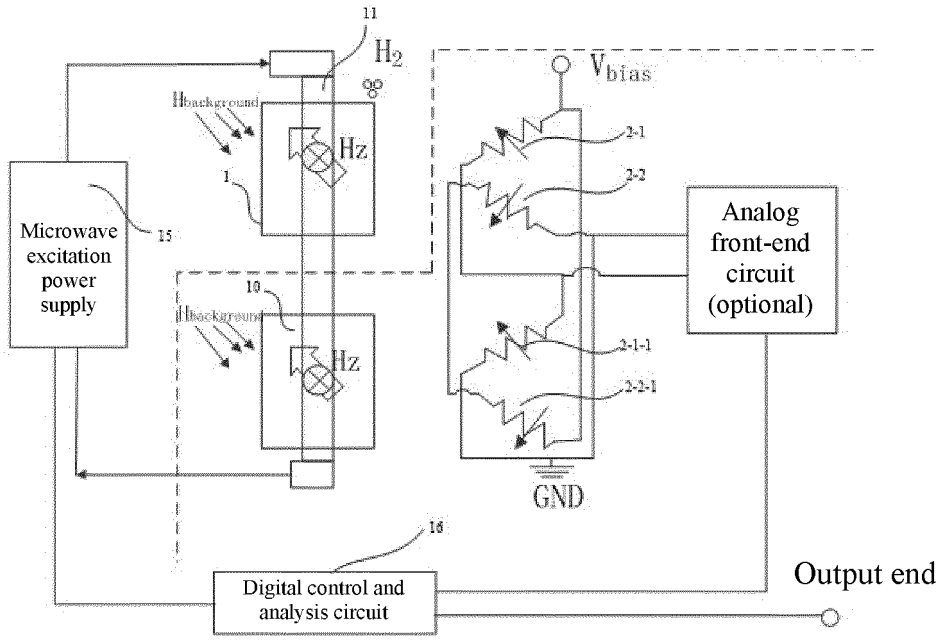 11
H2
Vbias
Hbackground
2-1
Hz
2-2
1
15
Microwave
excitation
power
supply
Analog
front-end
circuit
(optional)
10
Hbackground
Hz
2-1-1
2-2-1
GND
16
Output end
Digital control and
analysis circuit